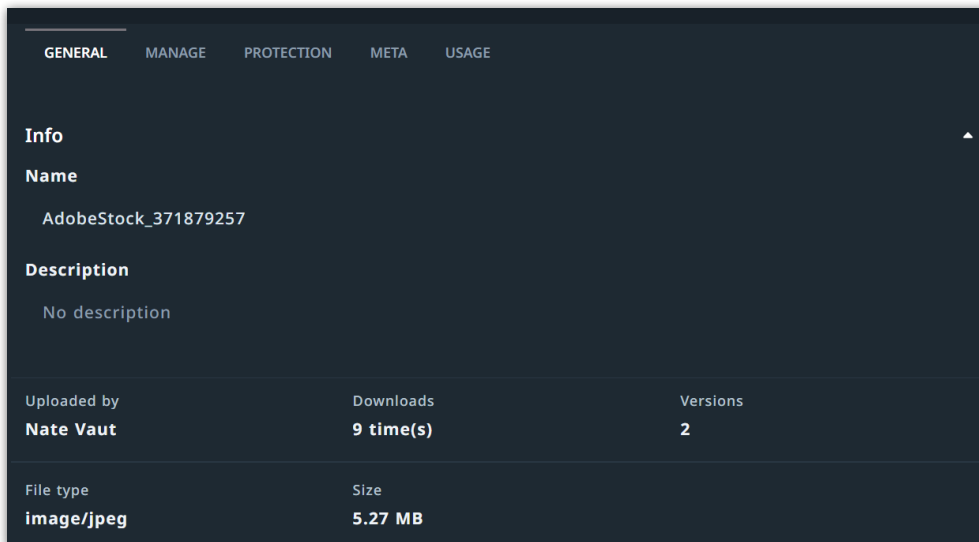 GENERAL MANAGE PROTECTION META USAGE
Info
Name
AdobeStock_371879257
Description
No description
Uploaded by Downloads Versions
Nate Vaut 9 time(s) 2
File type Size
image/jpeg 5.27 MB